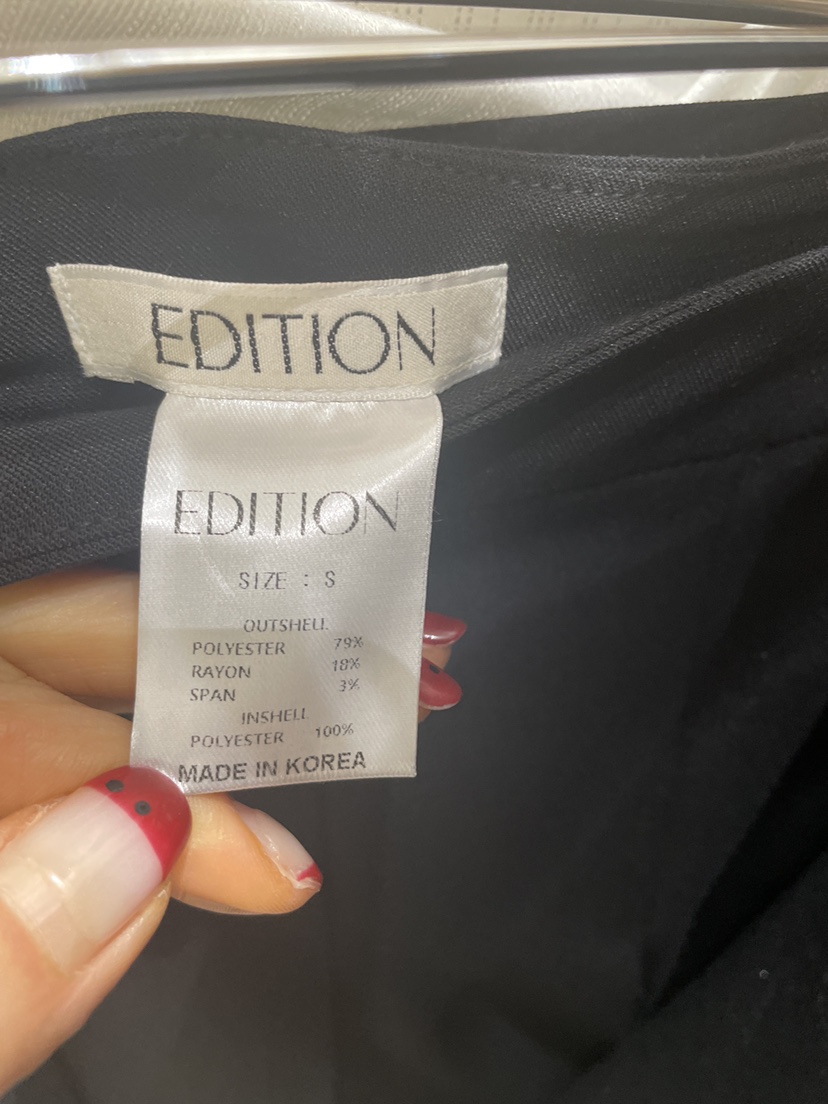 EDITION
EDITION
SIZE : S
OUTSHELL
POLYESTER 79%
RAYON 18%
SPAN 3%
INSHELL
POLYESTER 100%
MADE IN KOREA